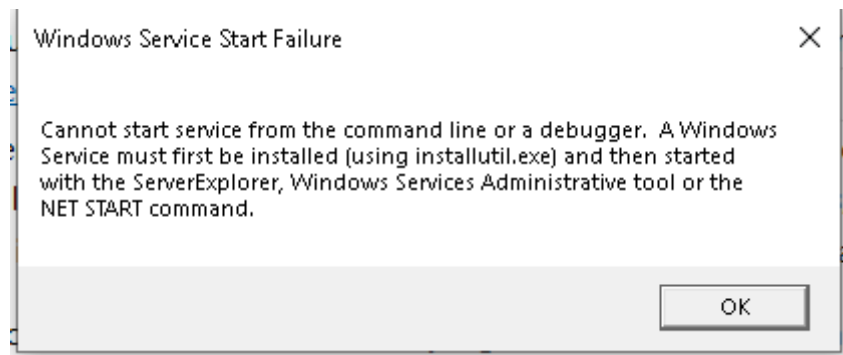 Windows Service Start Failure
Cannot start service from the command line or a debugger.  A Windows
Service must first be installed (using installutil.exe) and then started
with the ServerExplorer, Windows Services Administrative tool or the
NET START command.
OK